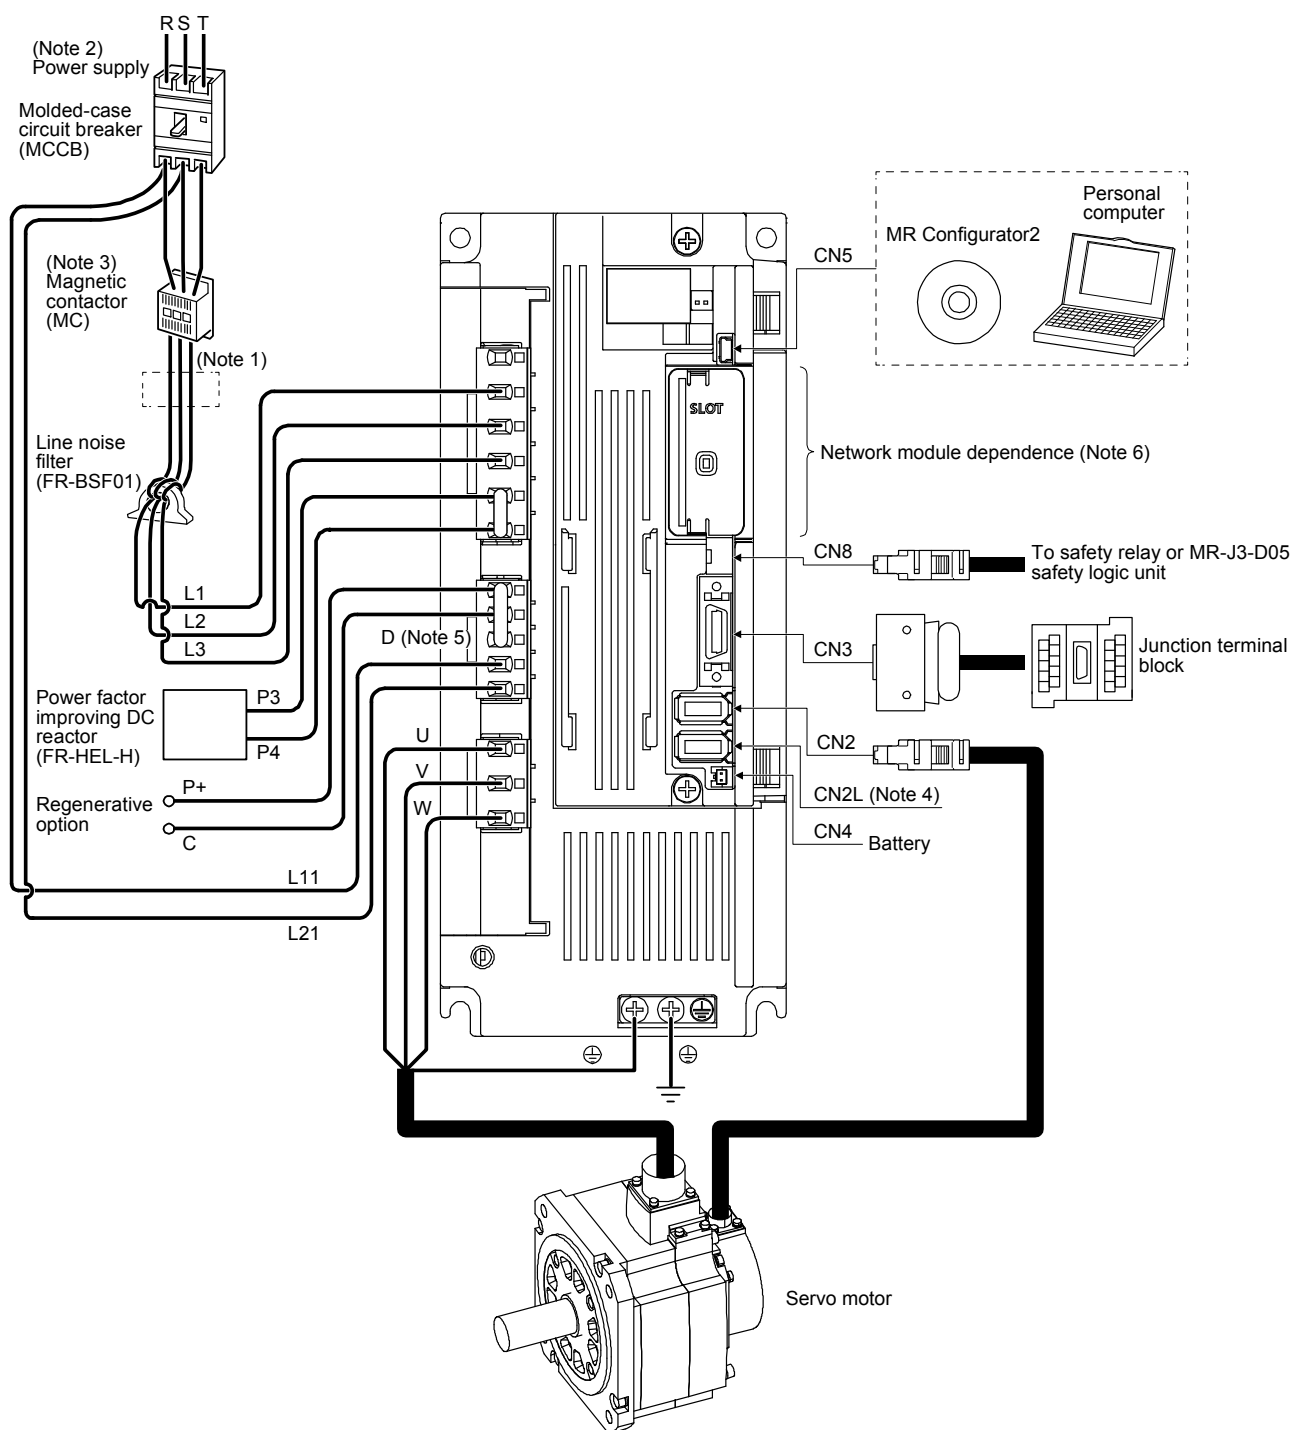 R S T
(Note 2)
Power supply
Molded-case
circuit breaker
(MCCB)
(Note 3)
Magnetic
contactor
(MC)
(Note 1)
Line noise
filter
(FR-BSF01)
L1
L2
L3
D (Note 5)
Power factor
improving DC
reactor
(FR-HEL-H)
P3
P4
Regenerative
option
P+
C
L11
L21
U
V
W
SLOT
CN5
MR Configurator2
Personal
computer
Network module dependence (Note 6)
CN8
To safety relay or MR-J3-D05
safety logic unit
CN3
Junction terminal
block
CN2
CN2L (Note 4)
CN4
Battery
Servo motor